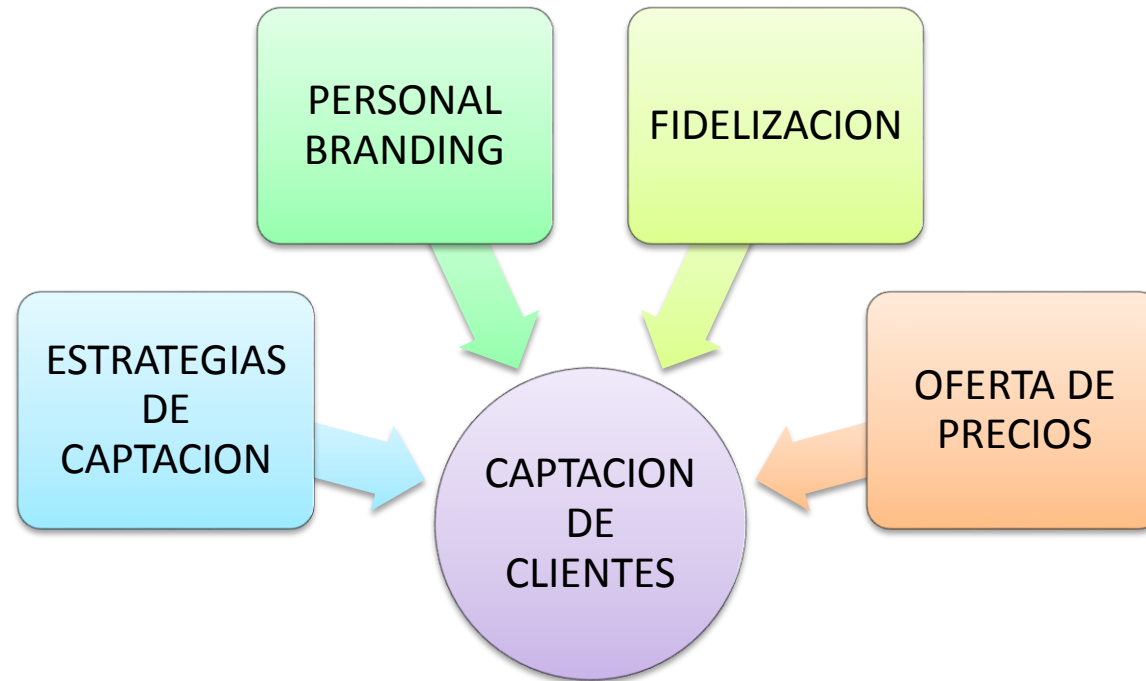 PERSONAL
BRANDING
FIDELIZACION
ESTRATEGIAS
DE
CAPTACION
OFERTA DE
PRECIOS
CAPTACION
DE
CLIENTES